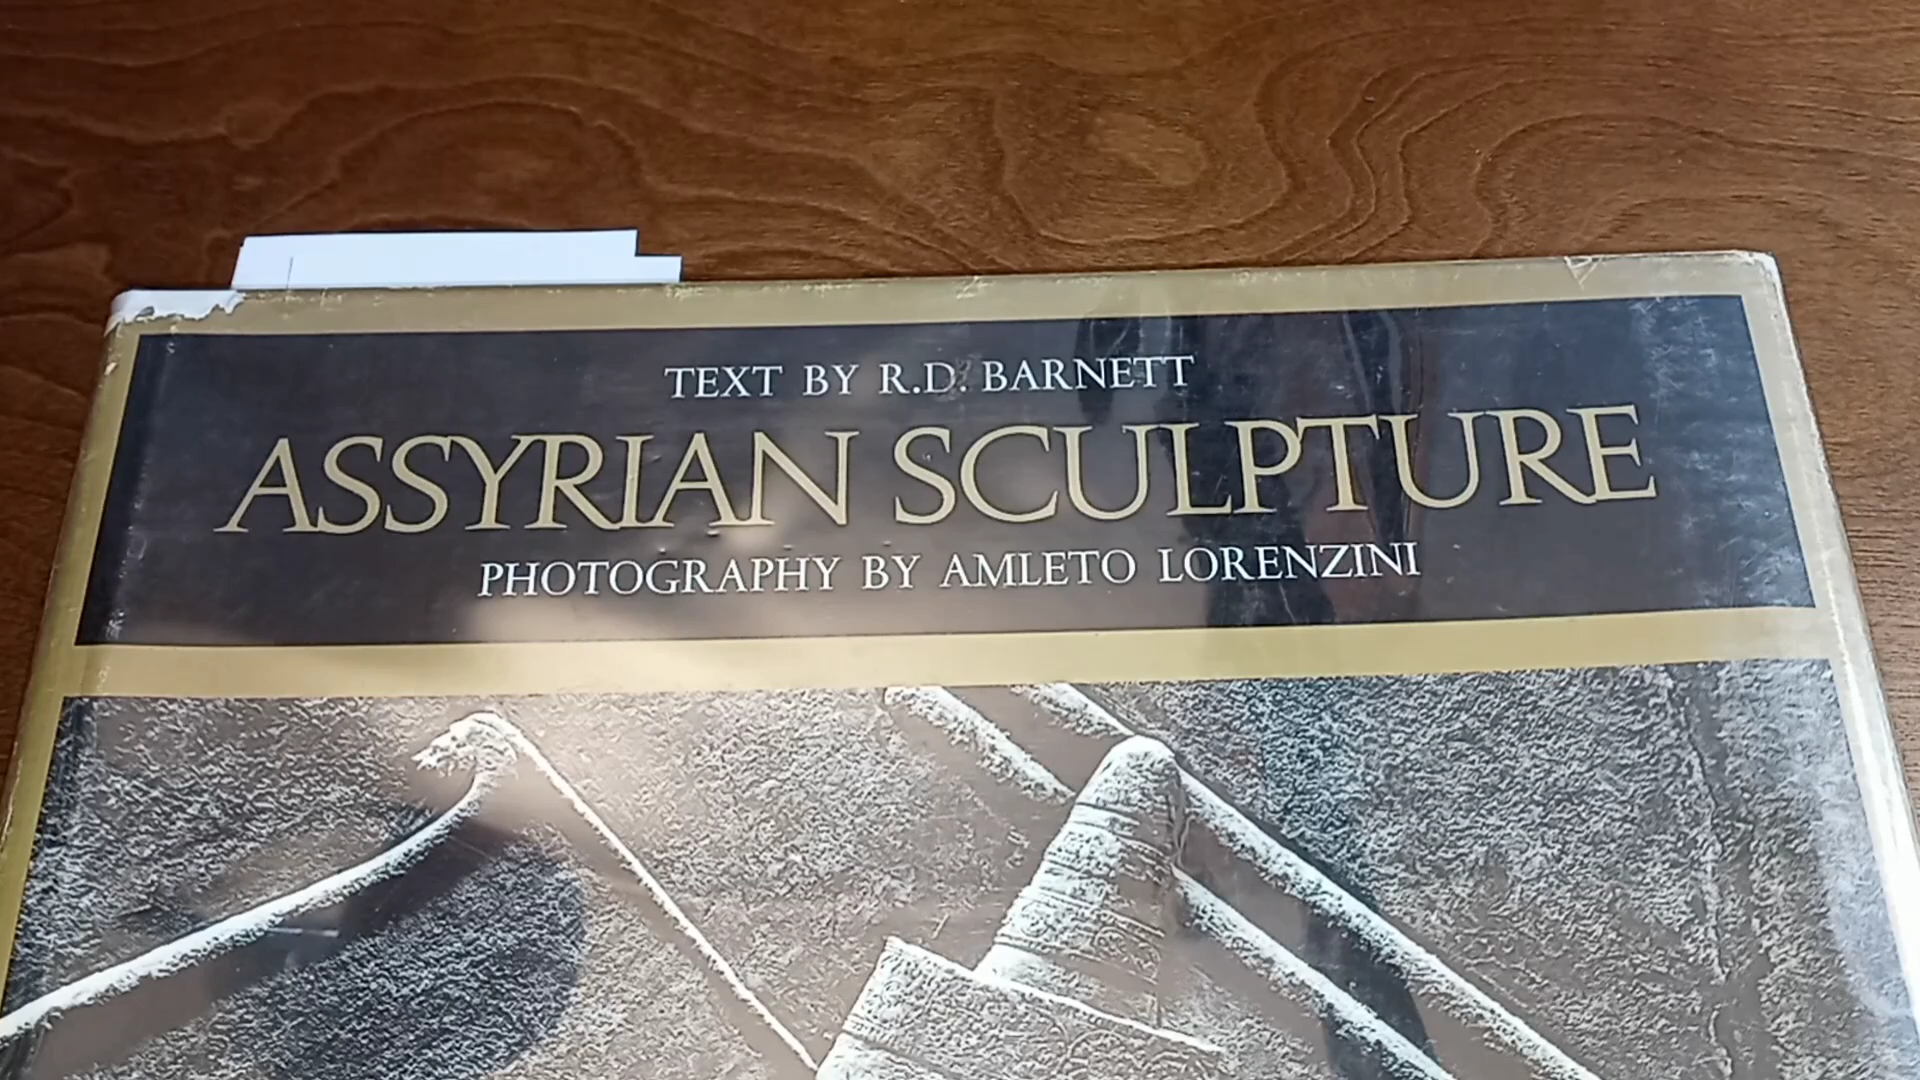 TEXT BY R.D. BARNETT
ASSYRIAN SCULPTURE
PHOTOGRAPHY BY AMLETO LORENZINI